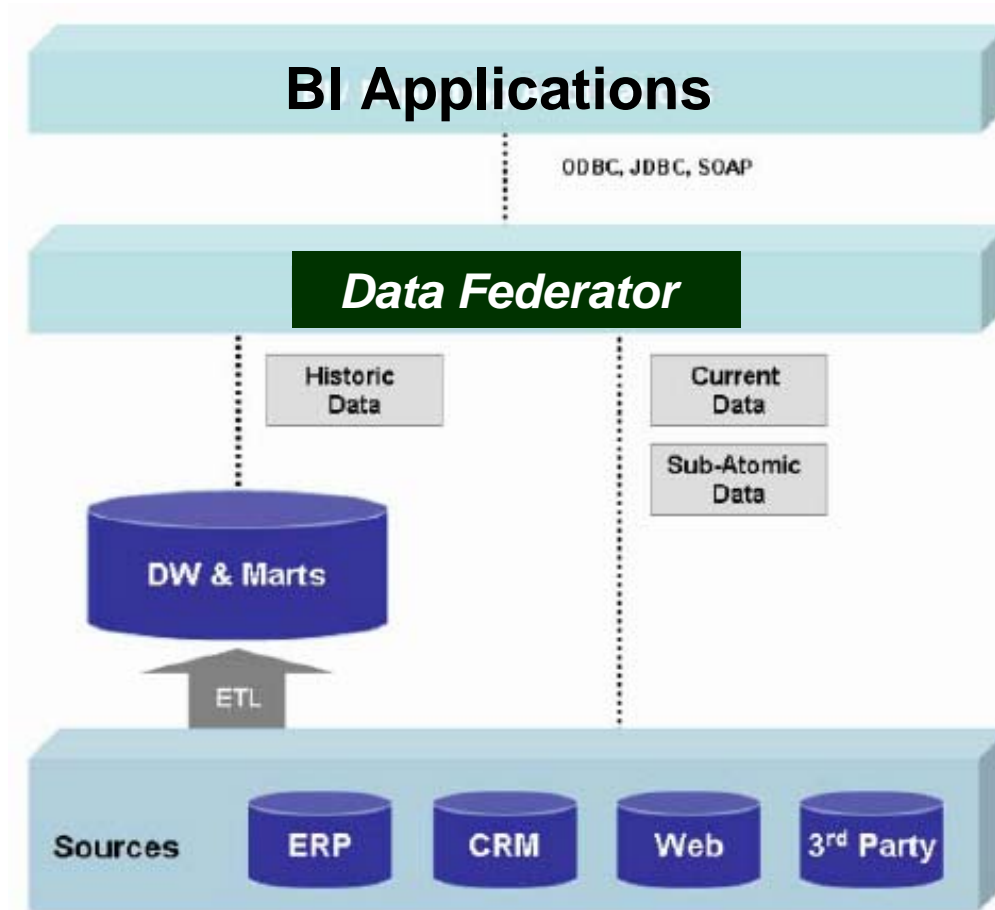 BI Applications
ODBC, JDBC, SOAP
Data Federator
Historic
Data
Current
Data
Sub-Atomic
Data
DW & Marts
ETL
Sources
ERP
CRM
Web
3rd Party